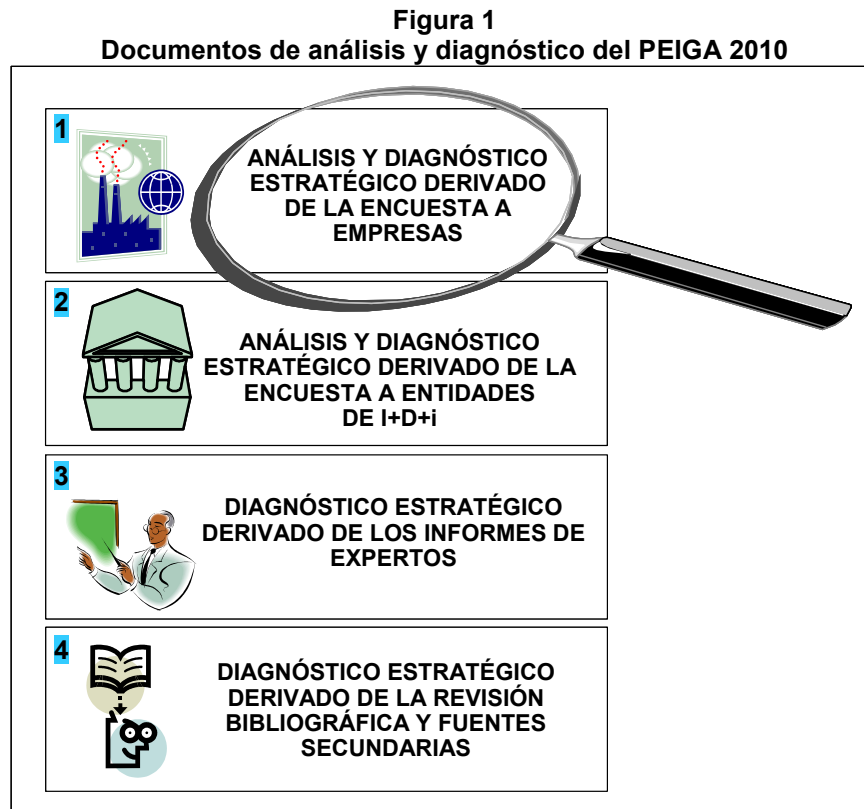 Figura 1
Documentos de análisis y diagnóstico del PEIGA 2010
1
ANÁLISIS Y DIAGNÓSTICO
ESTRATÉGICO DERIVADO
DE LA ENCUESTA A
EMPRESAS
2
ANÁLISIS Y DIAGNÓSTICO
ESTRATÉGICO DERIVADO DE LA
ENCUESTA A ENTIDADES
DE I+D+i
3
DIAGNÓSTICO ESTRATÉGICO
DERIVADO DE LOS INFORMES DE
EXPERTOS
4
DIAGNÓSTICO ESTRATÉGICO
DERIVADO DE LA REVISIÓN
BIBLIOGRÁFICA Y FUENTES
SECUNDARIAS